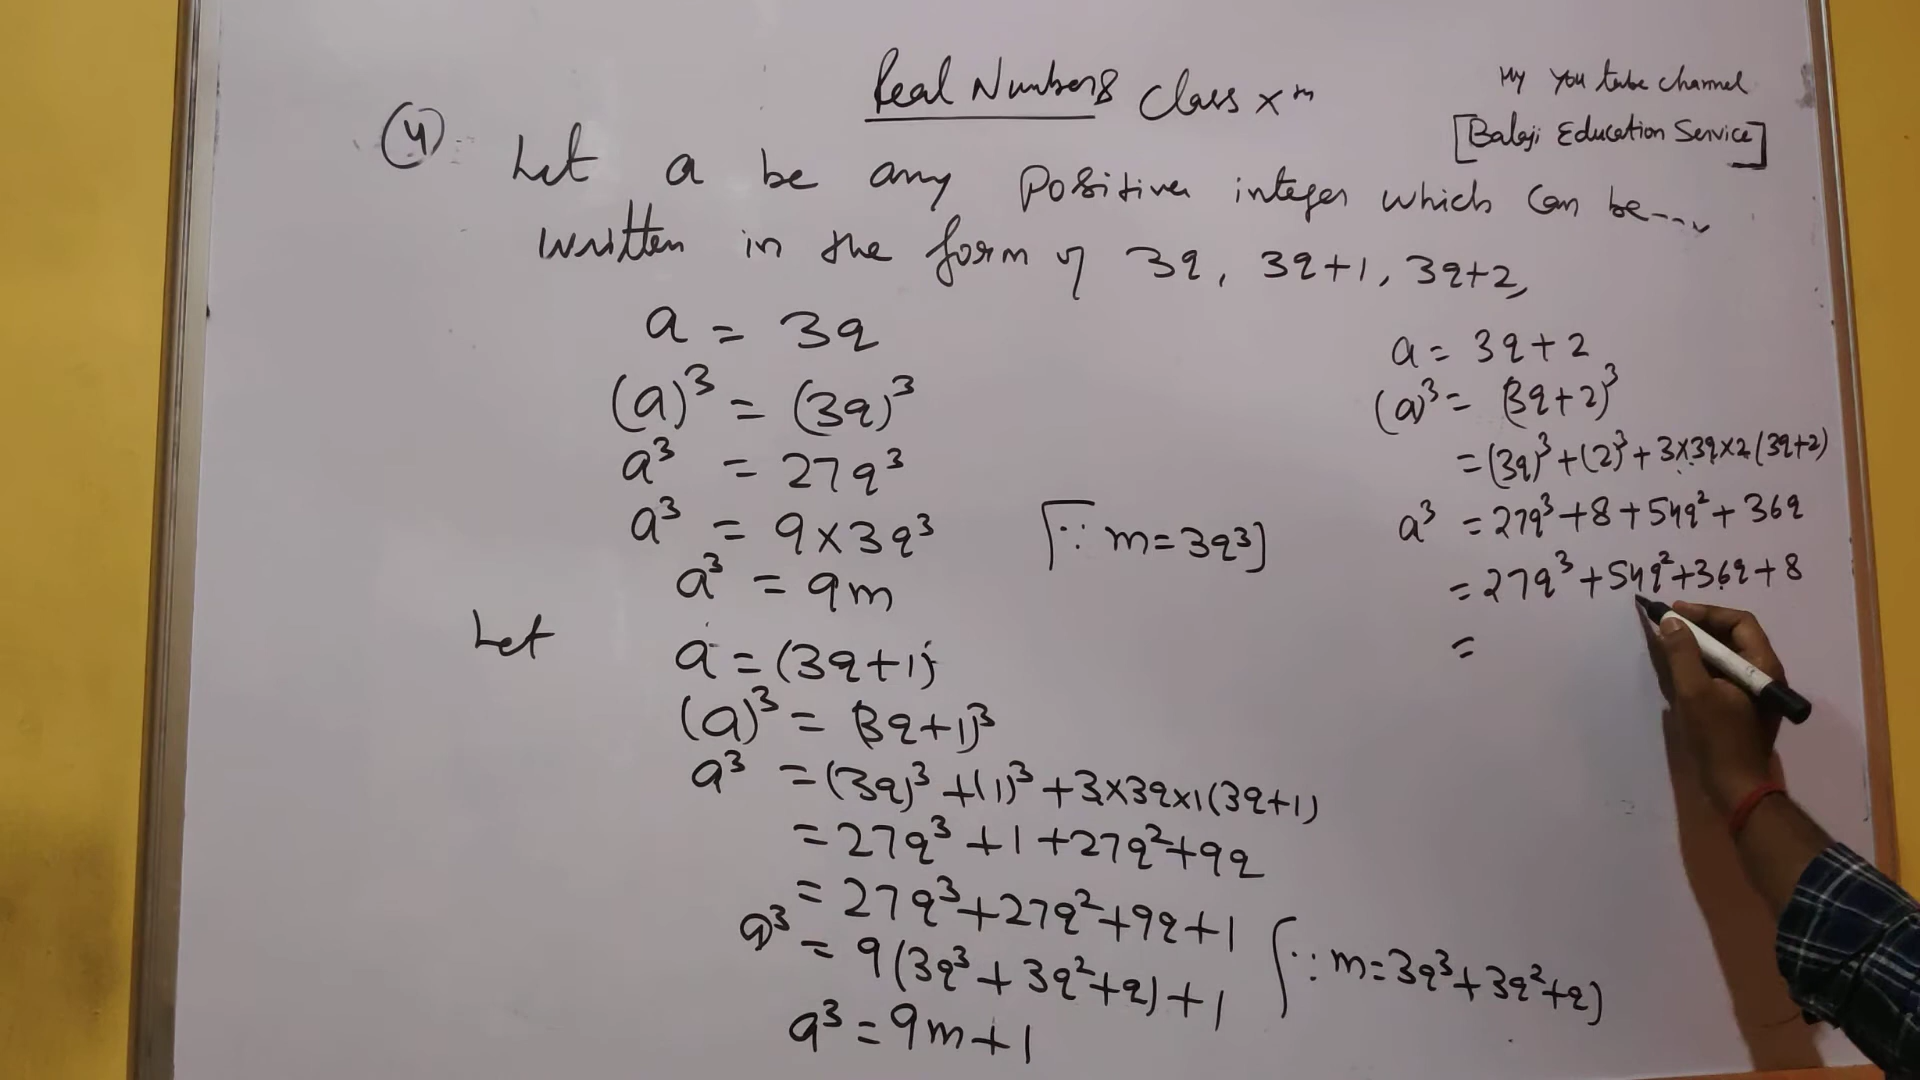 Real Numbers Class Xth
My You tube channel
[Balaji Education Service]
(4) Let a be any Positive integer which can be----
written in the form of 3q, 3q+1, 3q+2,
a = 3q
(a)³ = (3q)³
a³ = 27q³
a³ = 9×3q³ [∵ m=3q³]
a³ = 9m
Let a = (3q+1)
(a)³ = (3q+1)³
a³ = (3q)³ + (1)³ + 3×3q×1(3q+1)
= 27q³ + 1 + 27q² + 9q
= 27q³ + 27q² + 9q + 1
a³ = 9(3q³ + 3q² + q) + 1 [∵ m=3q³+3q²+q)
a³ = 9m + 1
a = 3q + 2
(a)³ = (3q+2)³
= (3q)³ + (2)³ + 3×3q×2(3q+2)
a³ = 27q³ + 8 + 54q² + 36q
= 27q³ + 54q² + 36q + 8
=